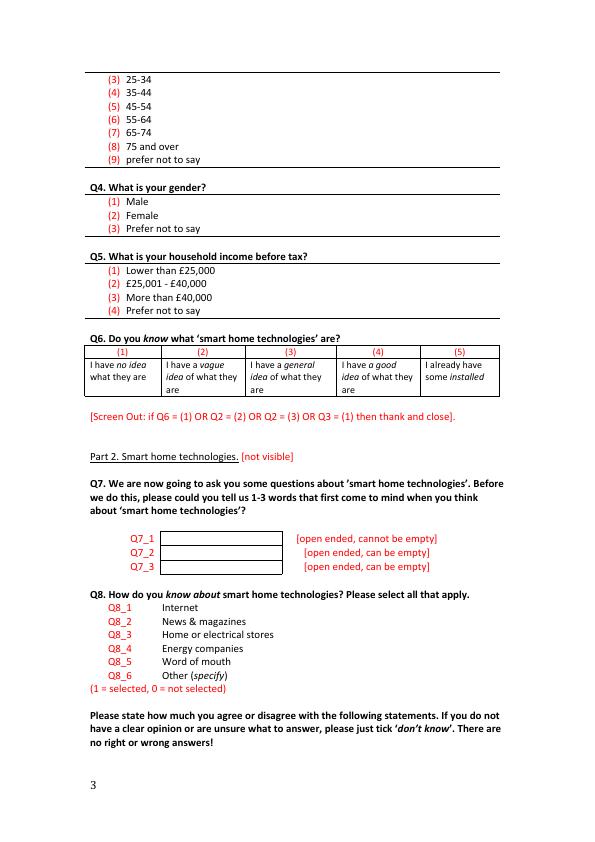 (3) 25-34
(4) 35-44
(5) 45-54
(6) 55-64
(7) 65-74
(8) 75 and over
(9) prefer not to say
Q4. What is your gender?
(1) Male
(2) Female
(3) Prefer not to say
Q5. What is your household income before tax?
(1) Lower than £25,000
(2) £25,001 - £40,000
(3) More than £40,000
(4) Prefer not to say
Q6. Do you know what ‘smart home technologies’ are?
(1) (2) (3) (4) (5)
I have no idea what they are
I have a vague idea of what they are
I have a general idea of what they are
I have a good idea of what they are
I already have some installed
[Screen Out: if Q6 = (1) OR Q2 = (2) OR Q2 = (3) OR Q3 = (1) then thank and close].
Part 2. Smart home technologies. [not visible]
Q7. We are now going to ask you some questions about ’smart home technologies’. Before
we do this, please could you tell us 1-3 words that first come to mind when you think
about ‘smart home technologies’?
Q7_1 [open ended, cannot be empty]
Q7_2 [open ended, can be empty]
Q7_3 [open ended, can be empty]
Q8. How do you know about smart home technologies? Please select all that apply.
Q8_1 Internet
Q8_2 News & magazines
Q8_3 Home or electrical stores
Q8_4 Energy companies
Q8_5 Word of mouth
Q8_6 Other (specify)
(1 = selected, 0 = not selected)
Please state how much you agree or disagree with the following statements. If you do not
have a clear opinion or are unsure what to answer, please just tick ‘don’t know’. There are
no right or wrong answers!
3